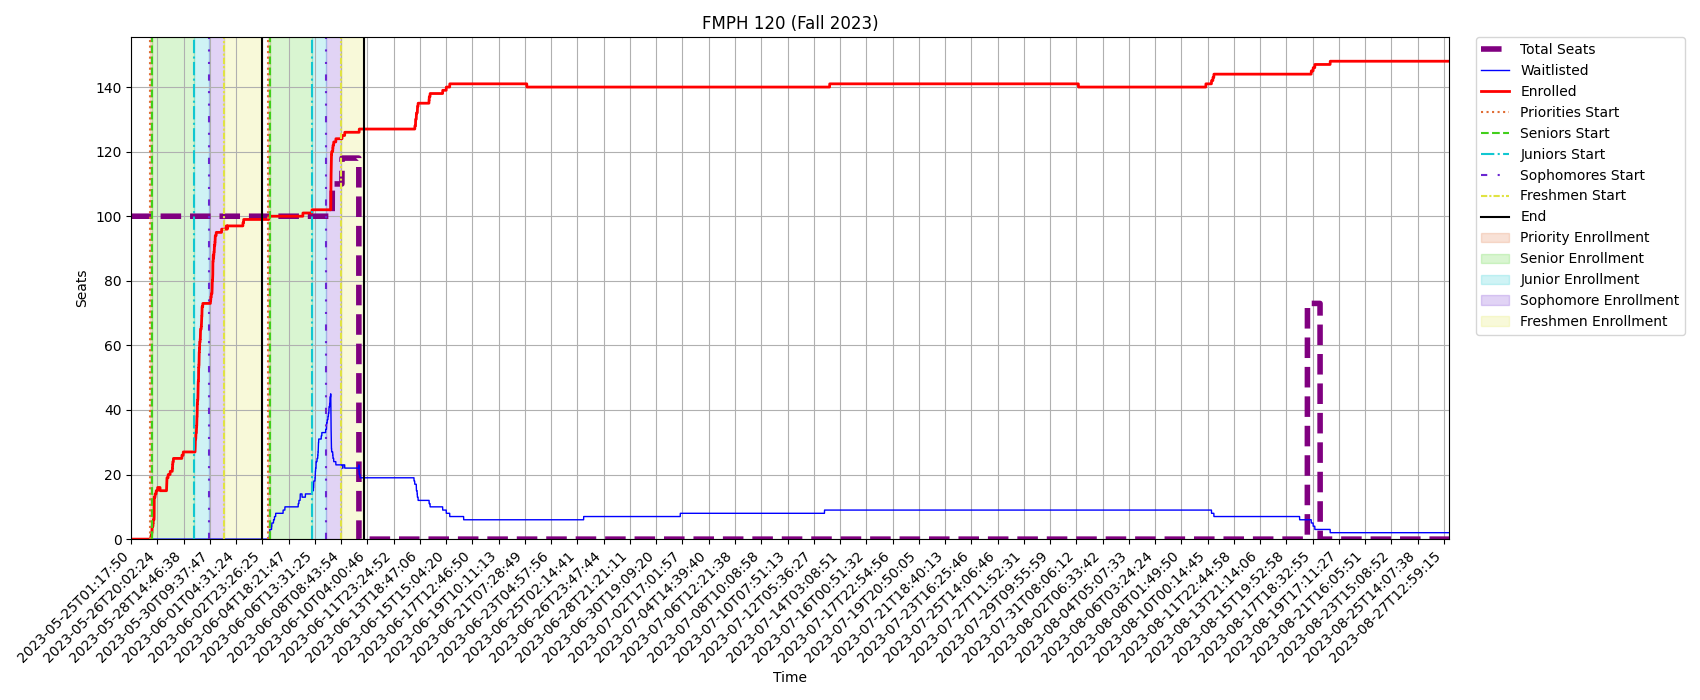 FMPH 120 (Fall 2023)
Seats
140
120
100
80
60
40
20
0
2023-05-25T01:17:50
2023-05-26T20:02:24
2023-05-28T14:46:38
2023-05-30T09:37:47
2023-06-01T04:31:24
2023-06-02T23:26:25
2023-06-04T18:21:47
2023-06-06T13:31:25
2023-06-08T08:43:54
2023-06-10T04:00:46
2023-06-11T23:24:52
2023-06-13T18:47:06
2023-06-15T15:04:20
2023-06-17T12:46:50
2023-06-19T10:11:13
2023-06-21T07:28:49
2023-06-23T04:57:56
2023-06-25T02:14:41
2023-06-26T23:47:44
2023-06-28T21:21:11
2023-06-30T19:09:20
2023-07-02T17:01:57
2023-07-04T14:39:40
2023-07-06T12:21:38
2023-07-08T10:08:58
2023-07-10T07:51:13
2023-07-12T05:36:27
2023-07-14T03:08:51
2023-07-16T00:51:32
2023-07-17T22:54:56
2023-07-19T20:50:05
2023-07-21T18:40:13
2023-07-23T16:25:46
2023-07-25T14:06:46
2023-07-27T11:52:31
2023-07-29T09:55:59
2023-07-31T08:06:12
2023-08-02T06:33:42
2023-08-04T05:07:33
2023-08-06T03:24:24
2023-08-08T01:49:50
2023-08-10T00:14:45
2023-08-11T22:44:58
2023-08-13T21:14:06
2023-08-15T19:52:58
2023-08-17T18:32:55
2023-08-19T17:11:27
2023-08-21T16:05:51
2023-08-23T15:08:52
2023-08-25T14:07:38
2023-08-27T12:59:15
Time
Total Seats
Waitlisted
Enrolled
Priorities Start
Seniors Start
Juniors Start
Sophomores Start
Freshmen Start
End
Priority Enrollment
Senior Enrollment
Junior Enrollment
Sophomore Enrollment
Freshmen Enrollment